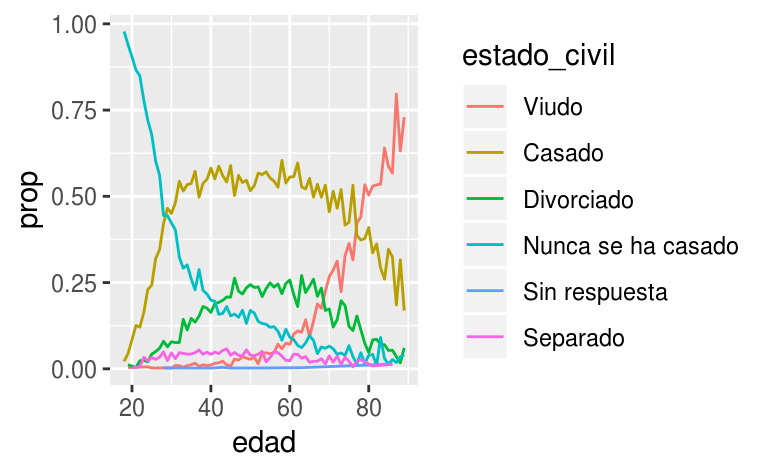 1.00
0.75
0.50
0.25
0.00
prop
20 40 60 80
edad
estado_civil
Viudo
Casado
Divorciado
Nunca se ha casado
Sin respuesta
Separado